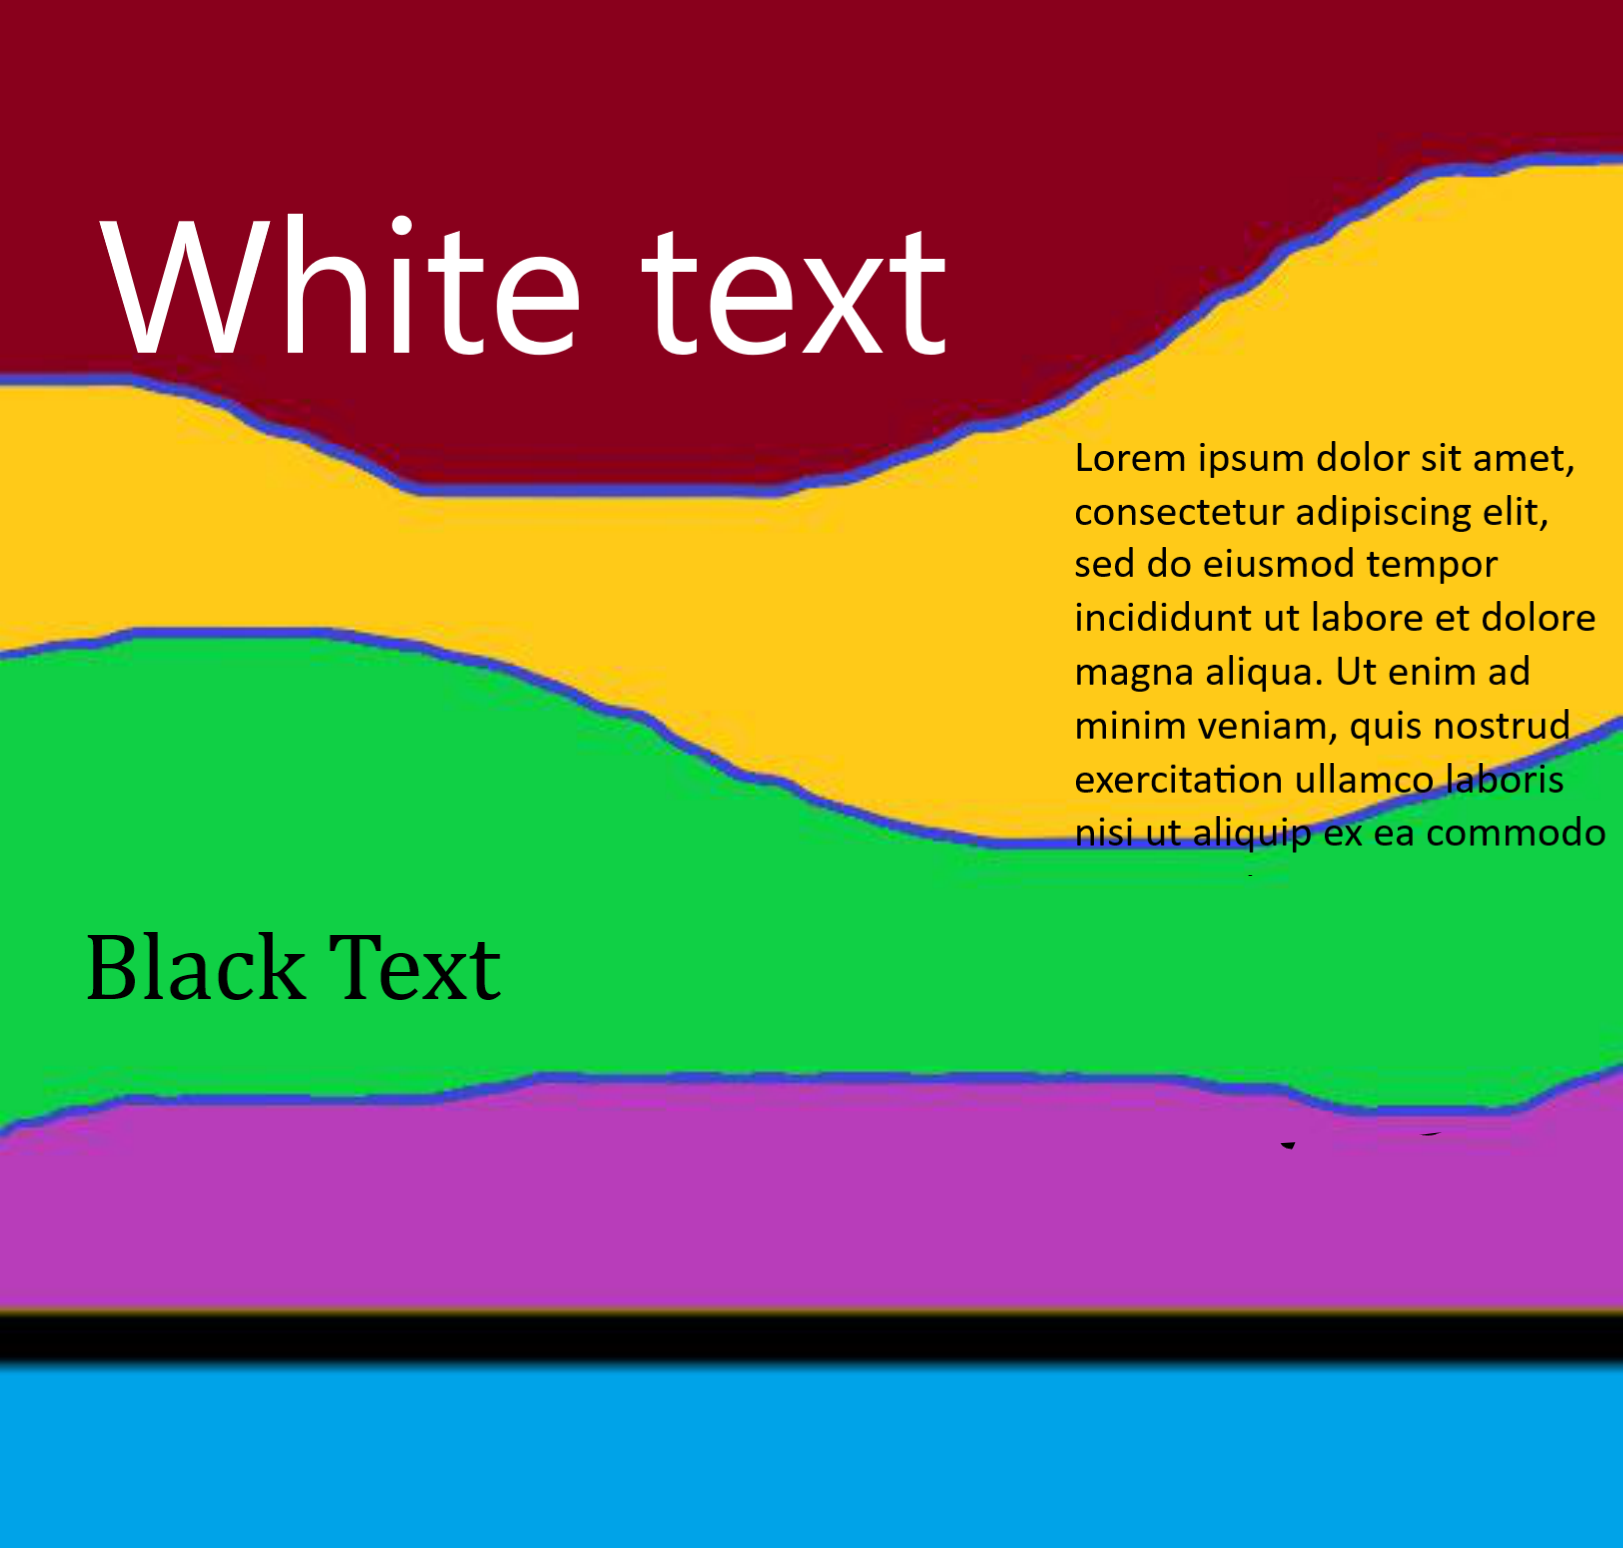 White text
Lorem ipsum dolor sit amet,
consectetur adipiscing elit,
sed do eiusmod tempor
incididunt ut labore et dolore
magna aliqua. Ut enim ad
minim veniam, quis nostrud
exercitation ullamco laboris
nisi ut aliquip ex ea commodo
Black Text